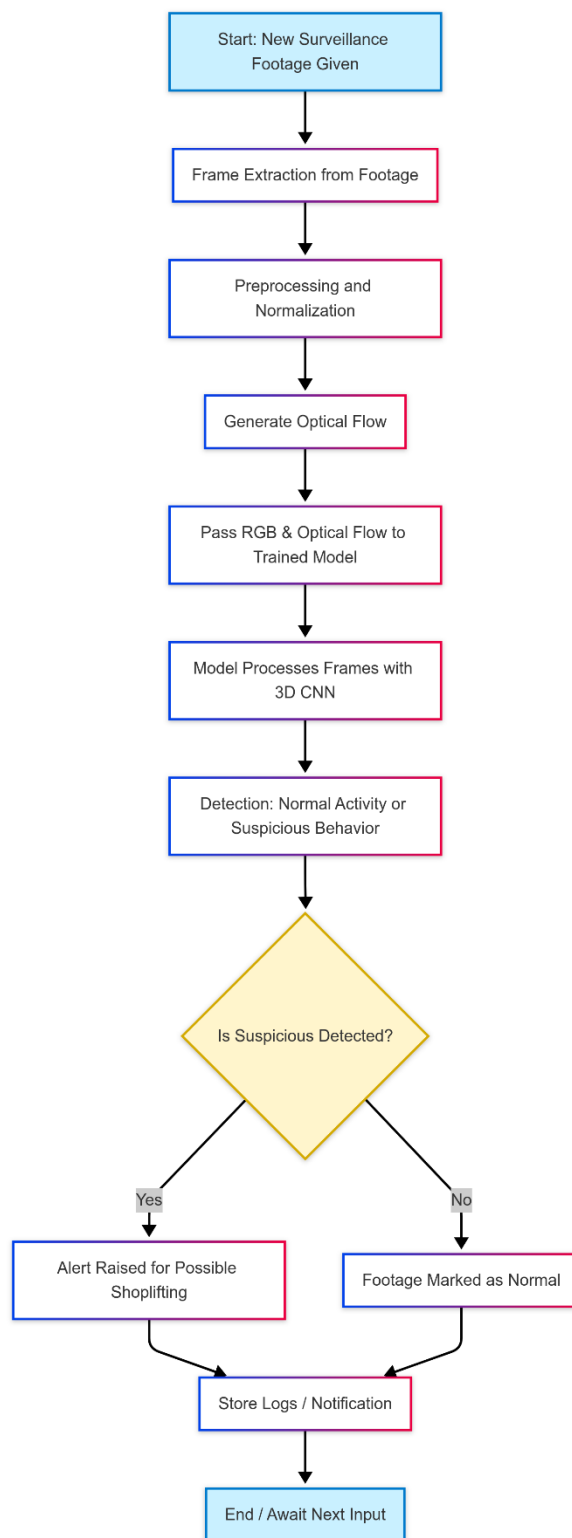 Start: New Surveillance
Footage Given
Frame Extraction from Footage
Preprocessing and
Normalization
Generate Optical Flow
Pass RGB & Optical Flow to
Trained Model
Model Processes Frames with
3D CNN
Detection: Normal Activity or
Suspicious Behavior
Is Suspicious Detected?
Yes
No
Alert Raised for Possible
Shoplifting
Footage Marked as Normal
Store Logs / Notification
End / Await Next Input